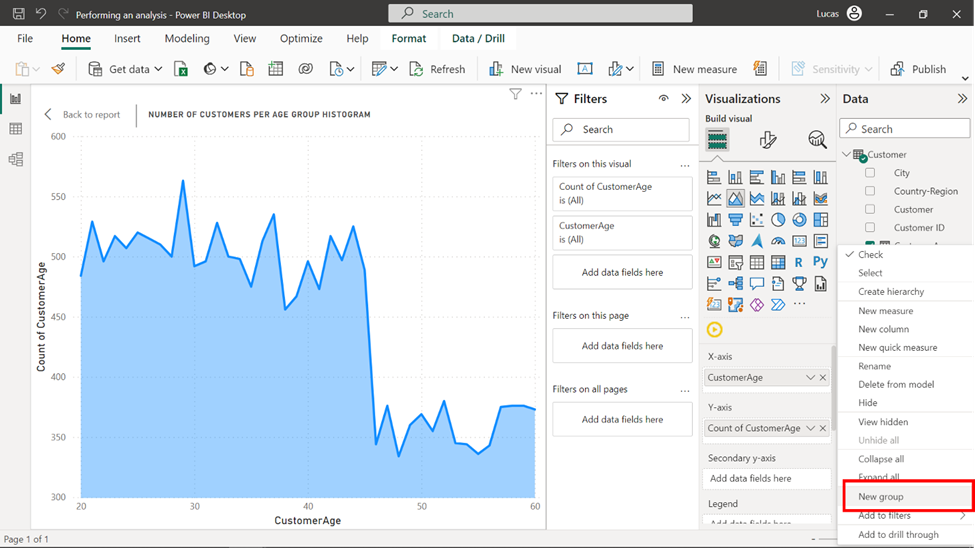 Performing an analysis - Power BI Desktop
Search
Lucas
File
Home
Insert
Modeling
View
Optimize
Help
Format
Data / Drill
Get data
Refresh
New visual
New measure
Sensitivity
Publish
Back to report
NUMBER OF CUSTOMERS PER AGE GROUP HISTOGRAM
600
550
500
450
400
350
300
Count of CustomerAge
20
30
40
50
60
CustomerAge
Filters
Search
Filters on this visual
...
Count of CustomerAge
is (All)
CustomerAge
is (All)
Add data fields here
Filters on this page
...
Add data fields here
Filters on all pages
...
Add data fields here
Visualizations
Build visual
R
Py
...
X-axis
CustomerAge
Y-axis
Count of CustomerAge
Secondary y-axis
Add data fields here
Legend
Add data fields here
Data
Search
Customer
City
Country-Region
Customer
Customer ID
Check
Select
Create hierarchy
New measure
New column
New quick measure
Rename
Delete from model
Hide
View hidden
Unhide all
Collapse all
Expand all
New group
Add to filters
Add to drill through
Page 1 of 1